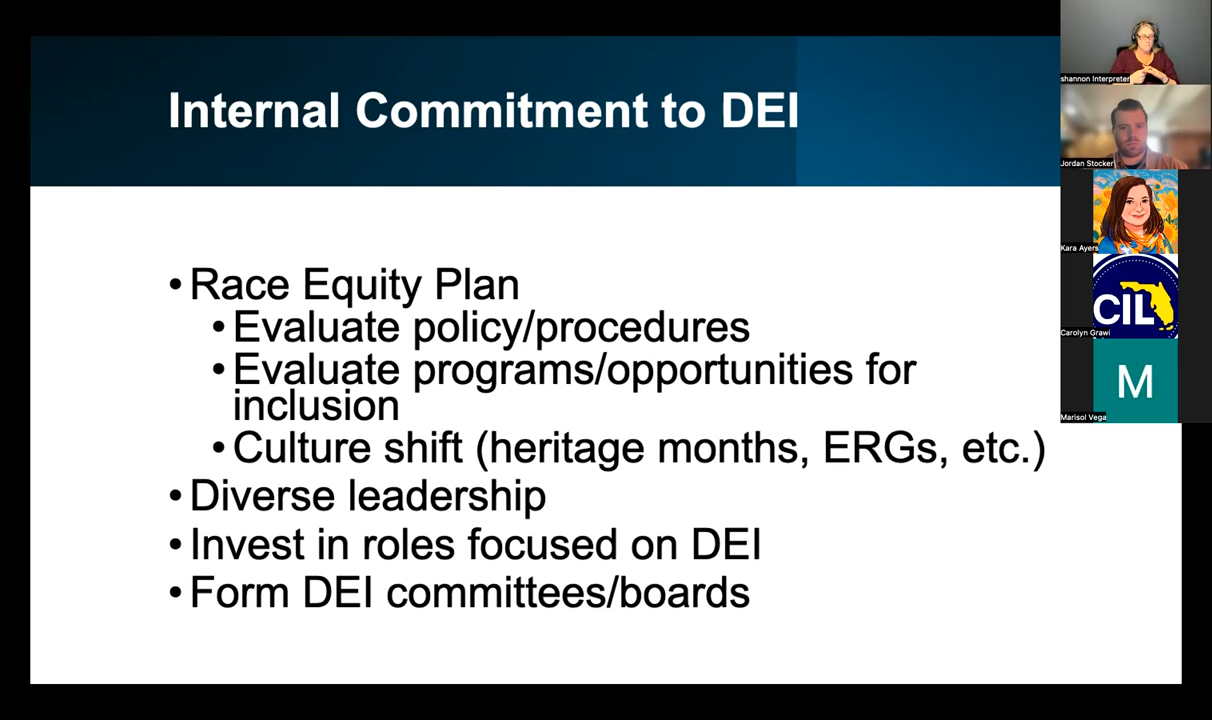 Internal Commitment to DEI
• Race Equity Plan
• Evaluate policy/procedures
• Evaluate programs/opportunities for
inclusion
• Culture shift (heritage months, ERGs, etc.)
• Diverse leadership
• Invest in roles focused on DEI
• Form DEI committees/boards
shannon Interpreter
Jordan Stocker
Kara Ayers
CIL
Carolyn Grawi
M
Marisol Vega